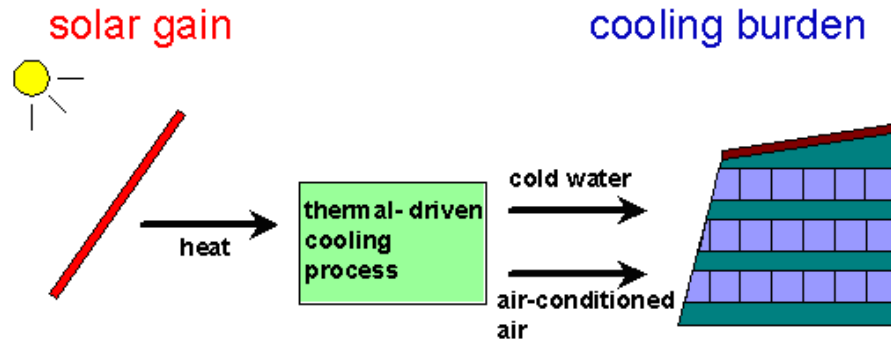 solar gain
cooling burden
heat
thermal- driven
cooling
process
cold water
air-conditioned
air